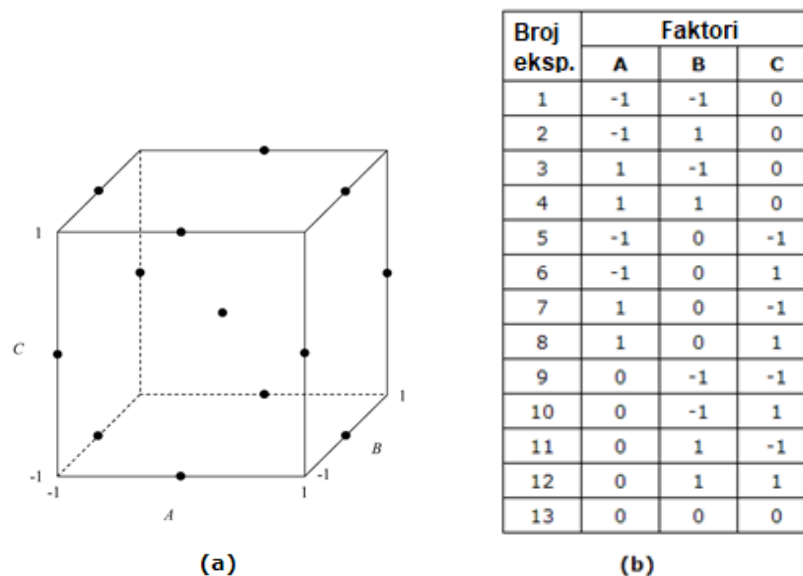 1
C
-1
-1
A
1
-1
B
1
(a)
Broj eksp. Faktori
A B C
1 -1 -1 0
2 -1 1 0
3 1 -1 0
4 1 1 0
5 -1 0 -1
6 -1 0 1
7 1 0 -1
8 1 0 1
9 0 -1 -1
10 0 -1 1
11 0 1 -1
12 0 1 1
13 0 0 0
(b)